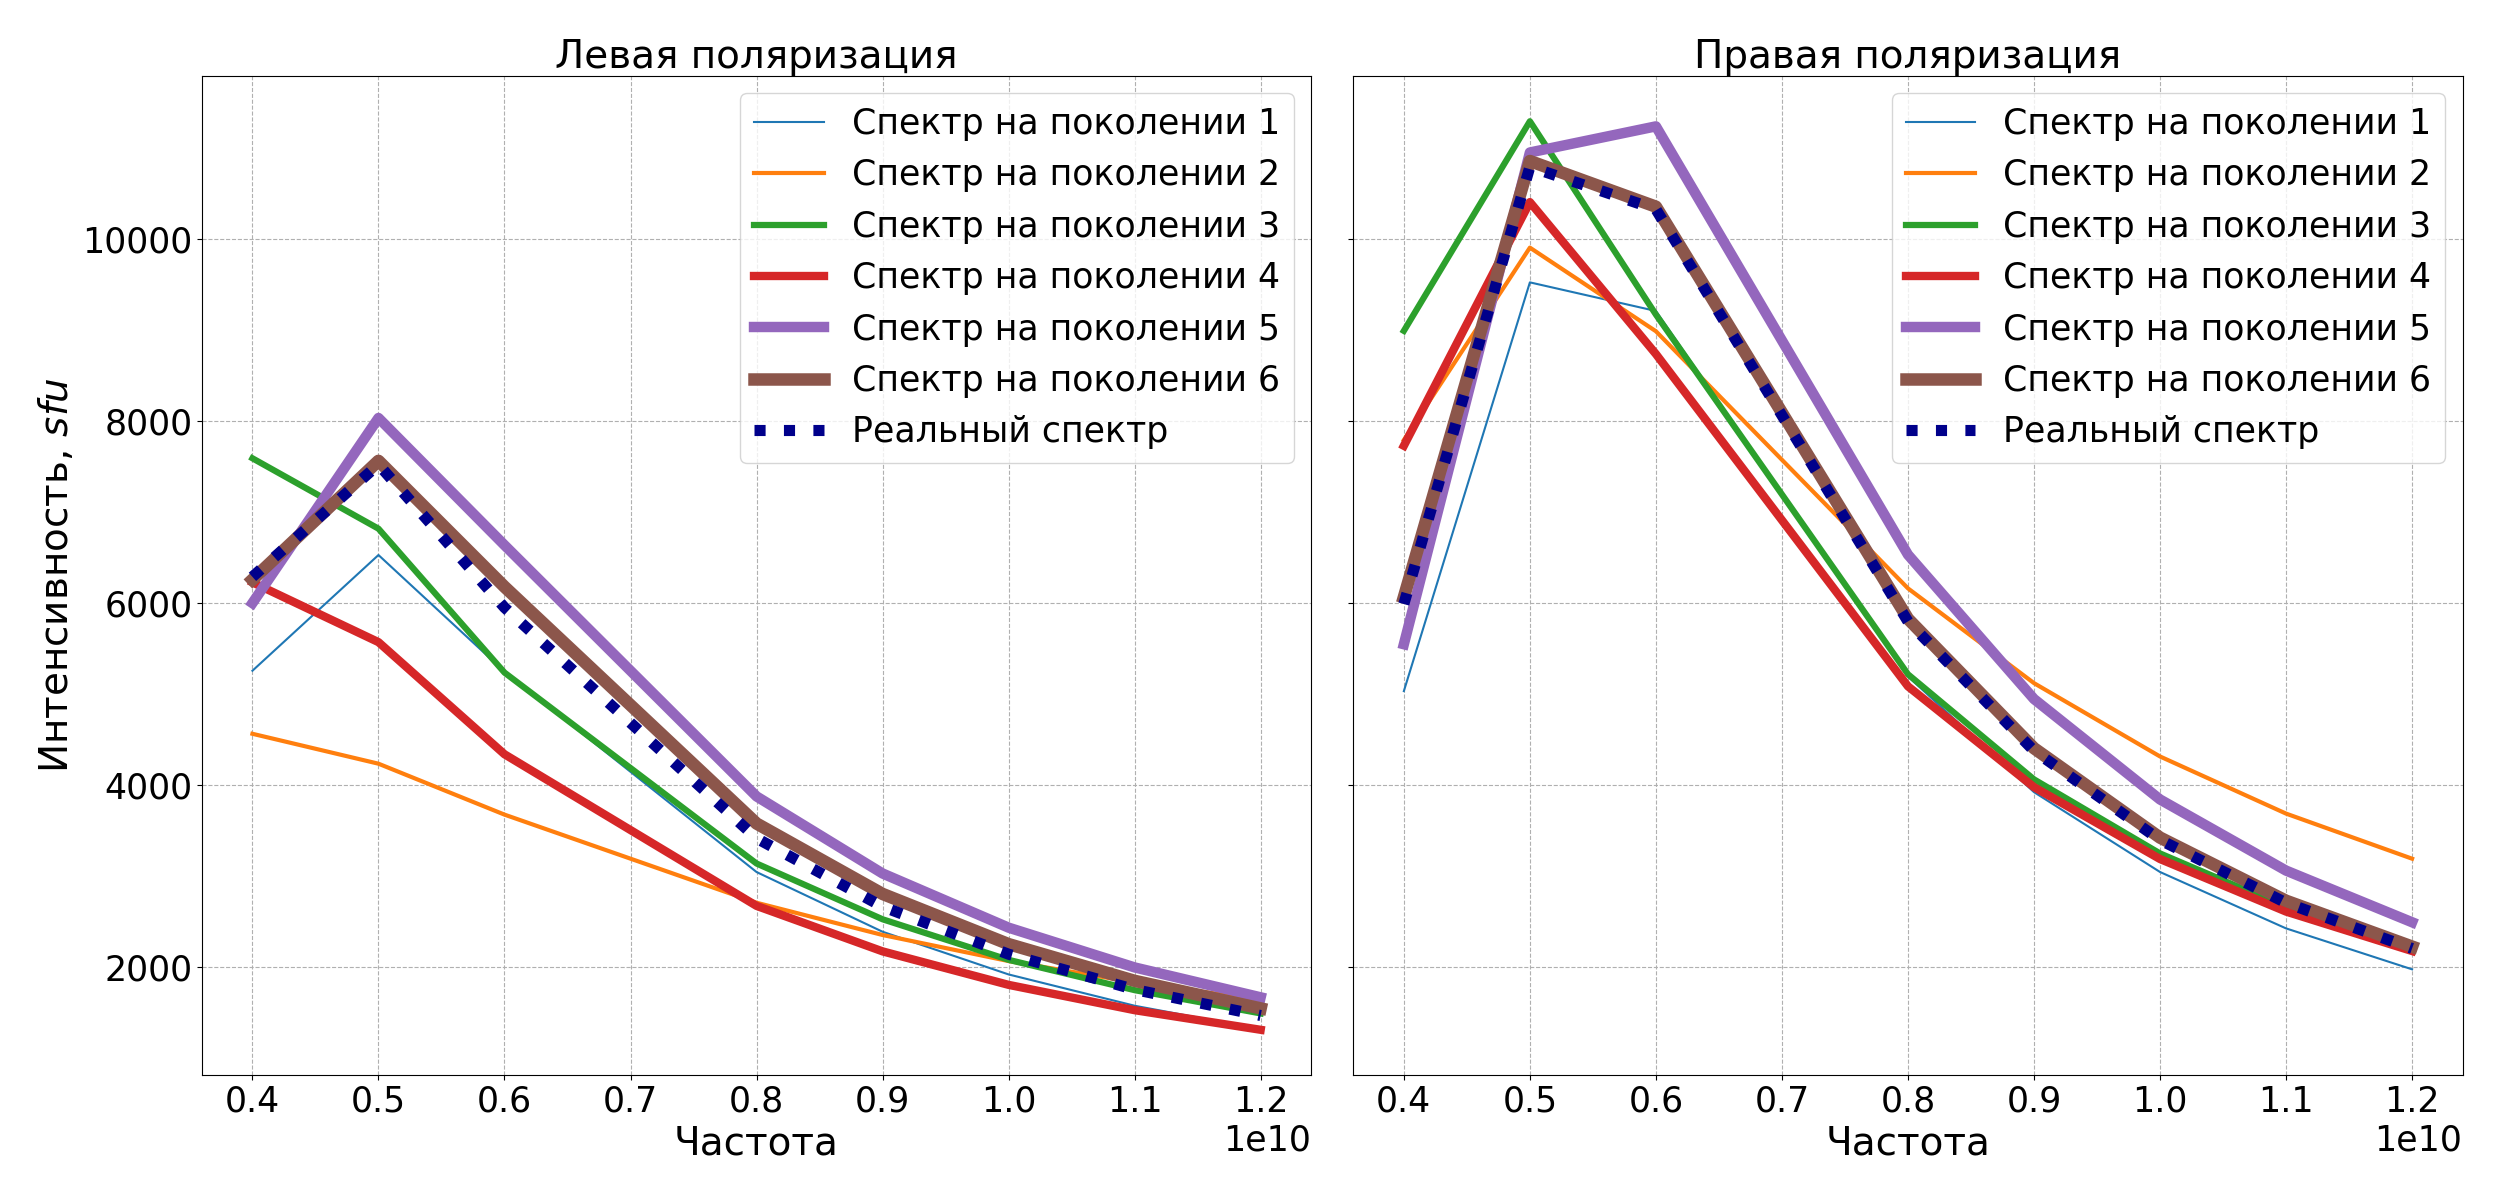 Левая поляризация
Интенсивность, sfu
10000
8000
6000
4000
2000
Спектр на поколении 1
Спектр на поколении 2
Спектр на поколении 3
Спектр на поколении 4
Спектр на поколении 5
Спектр на поколении 6
Реальный спектр
0.4 0.5 0.6 0.7 0.8 0.9 1.0 1.1 1.2
1e10
Частота
Правая поляризация
Спектр на поколении 1
Спектр на поколении 2
Спектр на поколении 3
Спектр на поколении 4
Спектр на поколении 5
Спектр на поколении 6
Реальный спектр
0.4 0.5 0.6 0.7 0.8 0.9 1.0 1.1 1.2
1e10
Частота